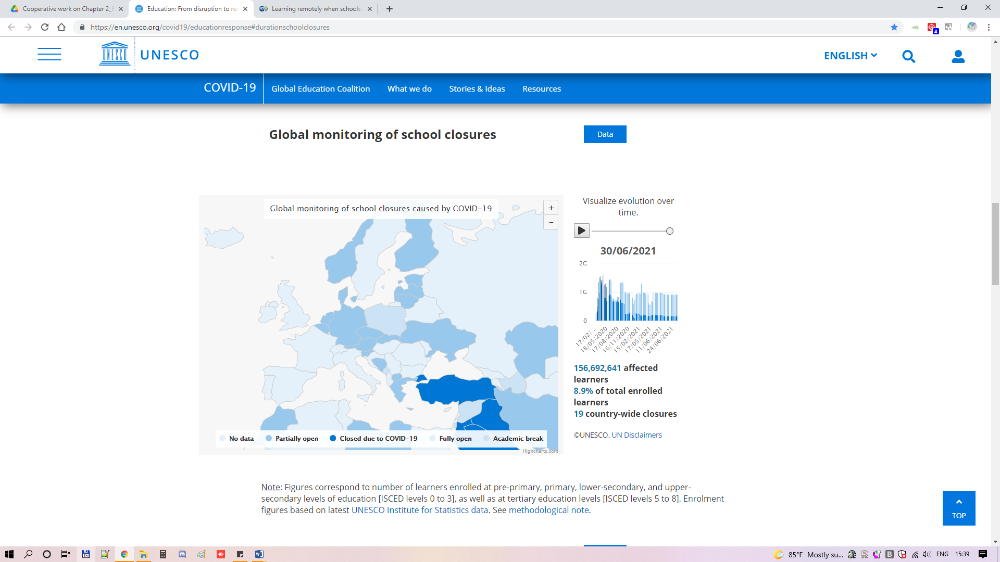 Cooperative work on Chapter 2_E
Education: From disruption to rec
Learning remotely when schools
https://en.unesco.org/covid19/educationresponse#durationschoolclosures
4
UNESCO
UNESCO
ENGLISH
COVID-19
Global Education Coalition
What we do
Stories & Ideas
Resources
Global monitoring of school closures
Data
Global monitoring of school closures caused by COVID-19
+
−
Visualize evolution over
time.
30/06/2021
2G
1G
0
17/02/...
18/05/2020
17/08/2020
16/11/2020
15/02/2021
17/05/2021
11/06/2021
24/06/2021
156,692,641 affected
learners
8.9% of total enrolled
learners
19 country-wide closures
©UNESCO. UN Disclaimers
No data
Partially open
Closed due to COVID-19
Fully open
Academic break
Highcharts.com
Note: Figures correspond to number of learners enrolled at pre-primary, primary, lower-secondary, and upper-
secondary levels of education [ISCED levels 0 to 3], as well as at tertiary education levels [ISCED levels 5 to 8]. Enrolment
figures based on latest UNESCO Institute for Statistics data. See methodological note.
TOP
64
85°F Mostly su...
B
ENG
15:39